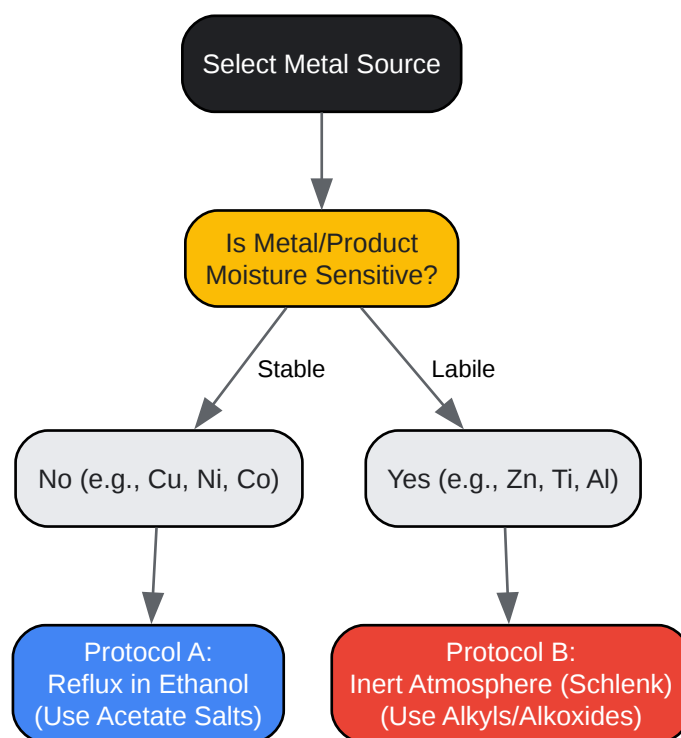 Select Metal Source
Is Metal/Product
Moisture Sensitive?
Stable
Labile
No (e.g., Cu, Ni, Co)
Yes (e.g., Zn, Ti, Al)
Protocol A:
Reflux in Ethanol
(Use Acetate Salts)
Protocol B:
Inert Atmosphere (Schlenk)
(Use Alkyls/Alkoxides)